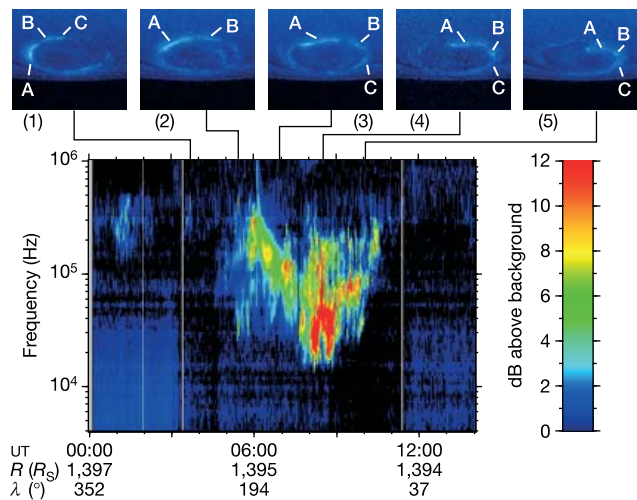 B C
A
(1)
A B
(2)
A B
C
(3)
A
B
C
(4)
A
B
C
(5)
10⁶
10⁵
10⁴
Frequency (Hz)
12
10
8
6
4
2
0
dB above background
UT 00:00 06:00 12:00
R (R_S) 1,397 1,395 1,394
λ (°) 352 194 37